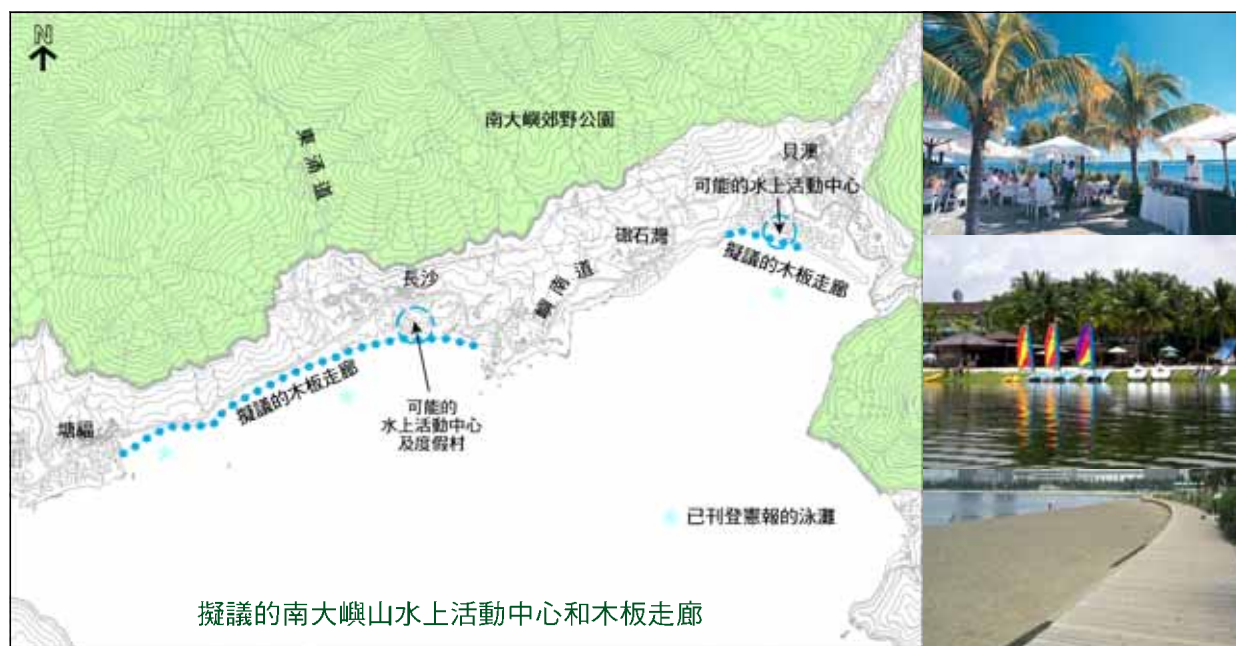 N
南大嶼郊野公園
東涌道
貝澳
可能的水上活動中心
磡石灣
擬議的木板走廊
長沙
嶼南道
擬議的木板走廊
可能的
水上活動中心
及度假村
塘福
已刊登憲報的泳灘
擬議的南大嶼山水上活動中心和木板走廊